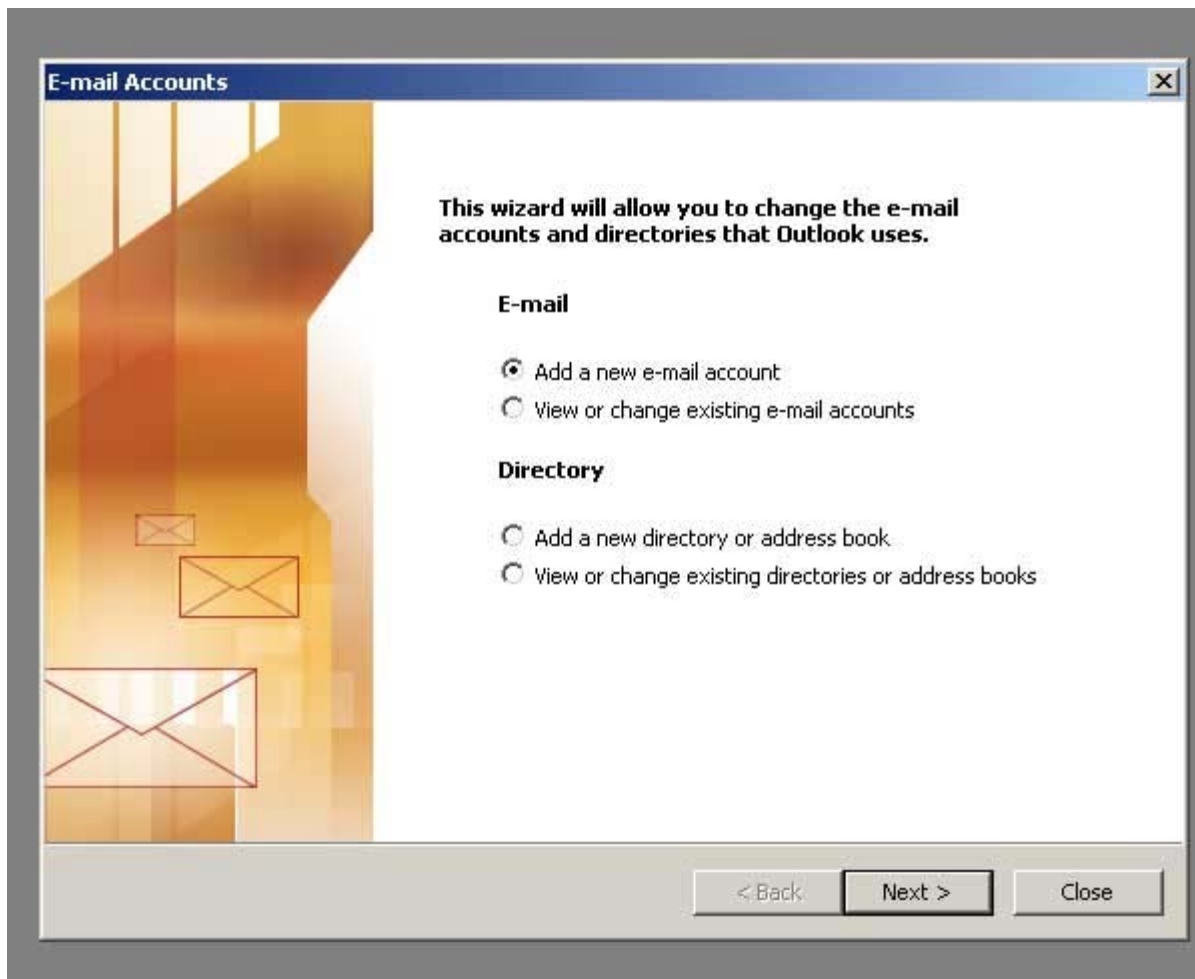 E-mail Accounts
This wizard will allow you to change the e-mail
accounts and directories that Outlook uses.
E-mail
Add a new e-mail account
View or change existing e-mail accounts
Directory
Add a new directory or address book
View or change existing directories or address books
< Back
Next >
Close